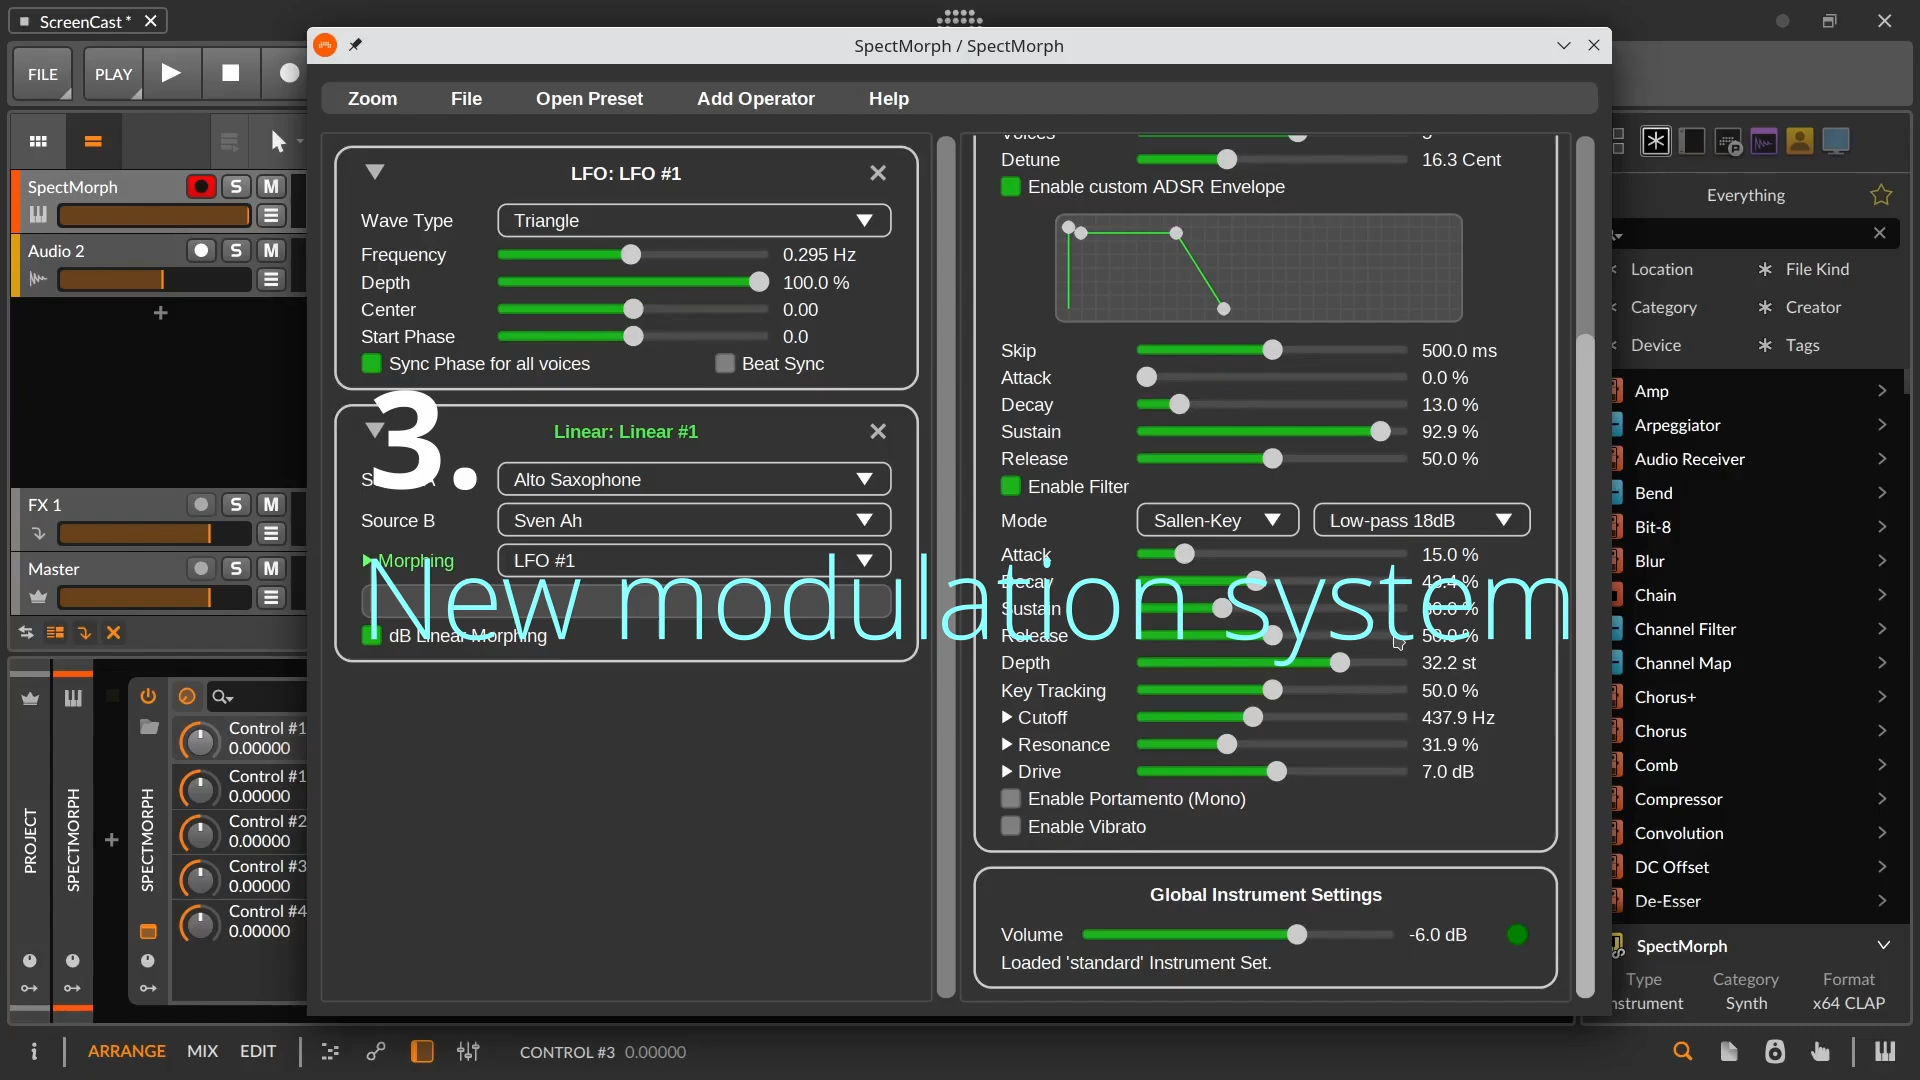 ScreenCast *
SpectMorph / SpectMorph
FILE
PLAY
Zoom
File
Open Preset
Add Operator
Help
SpectMorph
S
M
Audio 2
S
M
+
FX 1
S
M
Master
S
M
LFO: LFO #1
Wave Type
Triangle
Frequency
0.295 Hz
Depth
100.0 %
Center
0.00
Start Phase
0.0
Sync Phase for all voices
Beat Sync
3.
Linear: Linear #1
Alto Saxophone
Source B
Sven Ah
Morphing
LFO #1
dB Linear Morphing
New modulation system
Voices
Detune
16.3 Cent
Enable custom ADSR Envelope
Skip
500.0 ms
Attack
0.0 %
Decay
13.0 %
Sustain
92.9 %
Release
50.0 %
Enable Filter
Mode
Sallen-Key
Low-pass 18dB
Attack
15.0 %
Decay
Sustain
Release
50.0 %
Depth
32.2 st
Key Tracking
50.0 %
Cutoff
437.9 Hz
Resonance
31.9 %
Drive
7.0 dB
Enable Portamento (Mono)
Enable Vibrato
Global Instrument Settings
Volume
-6.0 dB
Loaded 'standard' Instrument Set.
Everything
Location
File Kind
Category
Creator
Device
Tags
Amp
Arpeggiator
Audio Receiver
Bend
Bit-8
Blur
Chain
Channel Filter
Channel Map
Chorus+
Chorus
Comb
Compressor
Convolution
DC Offset
De-Esser
SpectMorph
Type
Category
Format
nstrument
Synth
x64 CLAP
PROJECT
SPECTMORPH
+
SPECTMORPH
Control #1
0.00000
Control #1
0.00000
Control #2
0.00000
Control #3
0.00000
Control #4
0.00000
ARRANGE
MIX
EDIT
CONTROL #3
0.00000